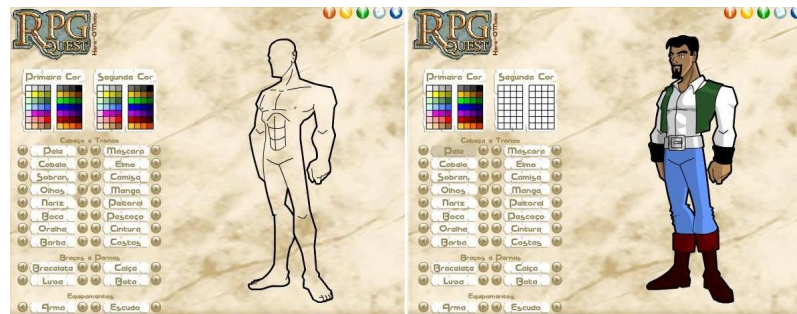 RPG
QUEST
Primeira Cor Segunda Cor
Cabeça e Tronco
Pele Máscara
Cabelo Elmo
Sobran. Camisa
Olhos Manga
Nariz Peitoral
Boca Pescoço
Orelha Cintura
Barba Costas
Braços e Pernas
Bracelete Calça
Luva Bota
Equipamentos
Arma Escudo
RPG
QUEST
Primeira Cor Segunda Cor
Cabeça e Tronco
Pele Máscara
Cabelo Elmo
Sobran. Camisa
Olhos Manga
Nariz Peitoral
Boca Pescoço
Orelha Cintura
Barba Costas
Braços e Pernas
Bracelete Calça
Luva Bota
Equipamentos
Arma Escudo